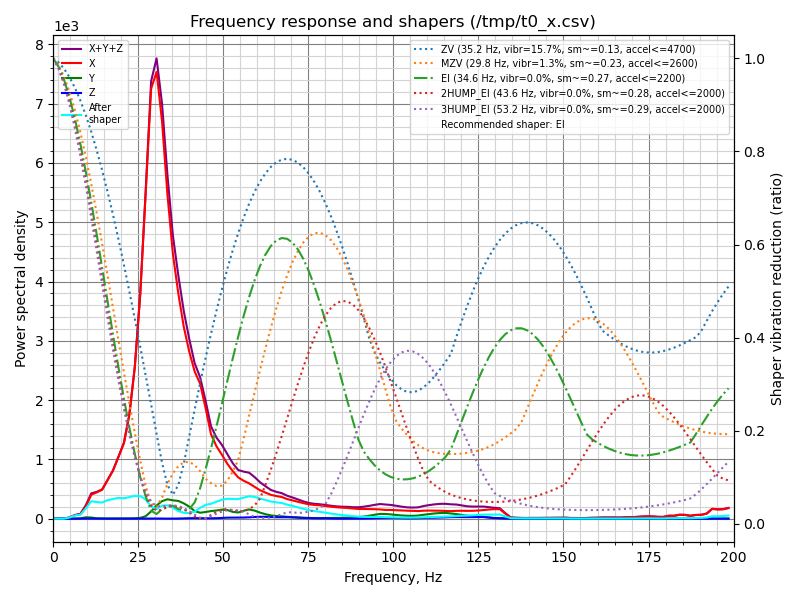 Frequency response and shapers (/tmp/t0_x.csv)
1e3
X+Y+Z
X
Y
Z
After
shaper
ZV (35.2 Hz, vibr=15.7%, sm~=0.13, accel<=4700)
MZV (29.8 Hz, vibr=1.3%, sm~=0.23, accel<=2600)
EI (34.6 Hz, vibr=0.0%, sm~=0.27, accel<=2200)
2HUMP_EI (43.6 Hz, vibr=0.0%, sm~=0.28, accel<=2000)
3HUMP_EI (53.2 Hz, vibr=0.0%, sm~=0.29, accel<=2000)
Recommended shaper: EI
8
7
6
5
4
3
2
1
0
Power spectral density
1.0
0.8
0.6
0.4
0.2
0.0
Shaper vibration reduction (ratio)
0 25 50 75 100 125 150 175 200
Frequency, Hz